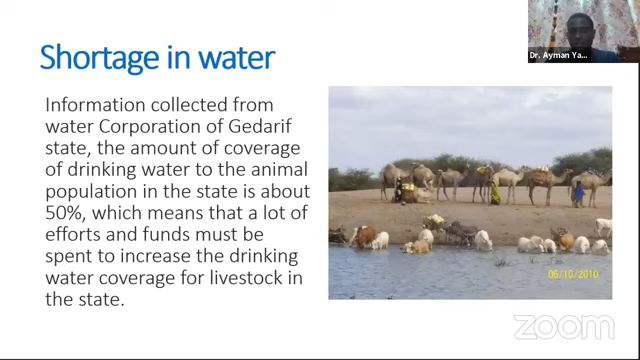 Shortage in water
Information collected from
water Corporation of Gedarif
state, the amount of coverage
of drinking water to the animal
population in the state is about
50%, which means that a lot of
efforts and funds must be
spent to increase the drinking
water coverage for livestock in
the state.
06/10/2010
Dr. Ayman Ya...
zoom